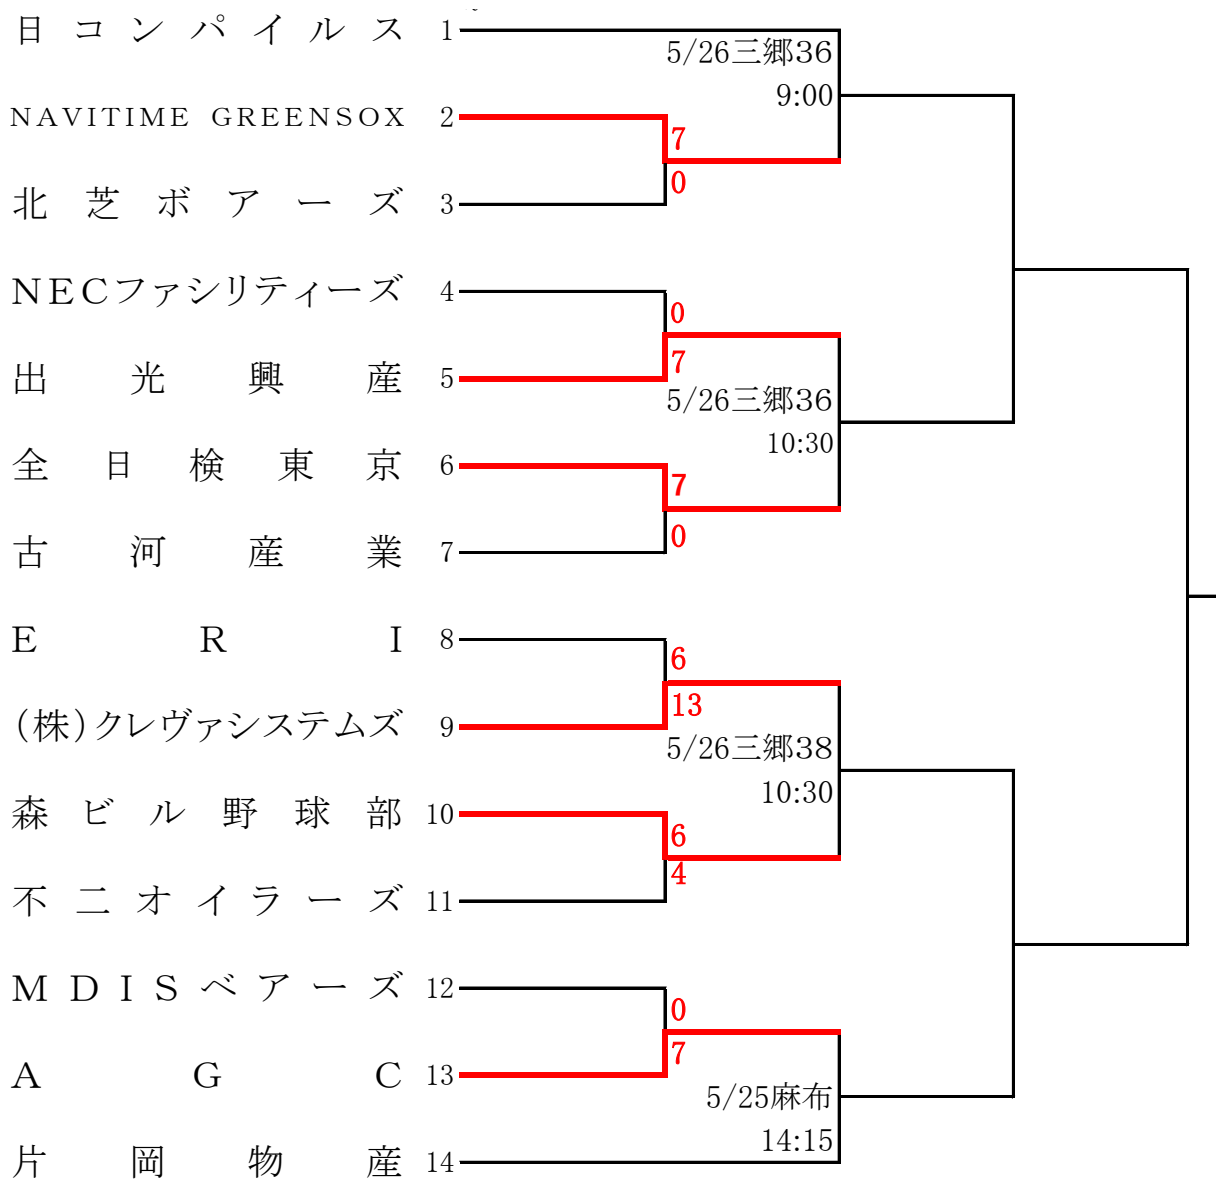 日コンパイルス 1
5/26三郷36
9:00
NAVITIME GREENSOX 2
7
0
北芝ボアーズ 3
NECファシリティーズ 4
0
7
出光興産 5
5/26三郷36
10:30
全日検東京 6
7
0
古河産業 7
ERI 8
6
13
(株)クレヴァシステムズ 9
5/26三郷38
10:30
森ビル野球部 10
6
4
不二オイラーズ 11
MDISベアーズ 12
0
7
AGC 13
5/25麻布
14:15
片岡物産 14